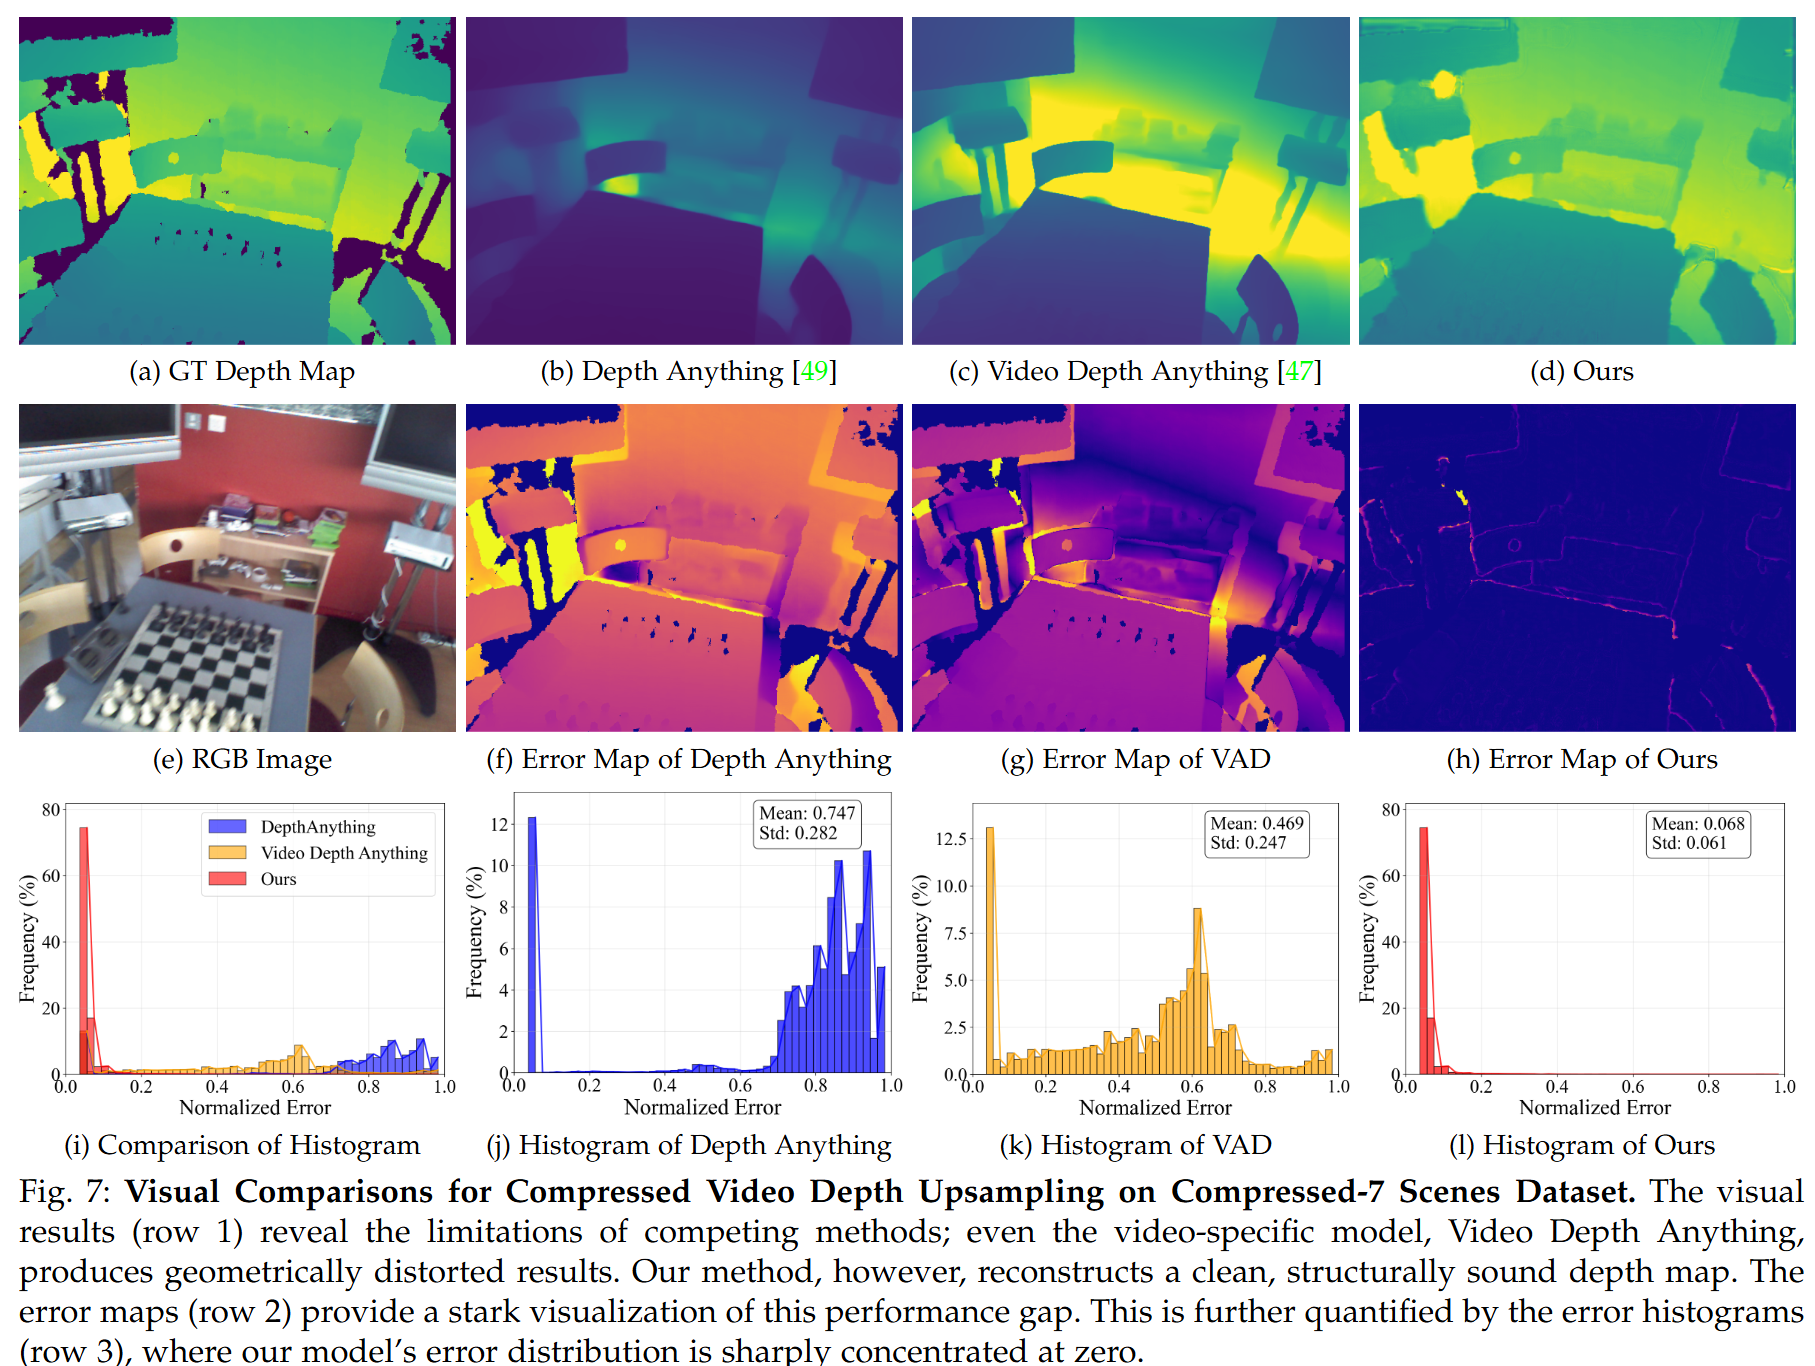 (a) GT Depth Map
(b) Depth Anything [49]
(c) Video Depth Anything [47]
(d) Ours
(e) RGB Image
(f) Error Map of Depth Anything
(g) Error Map of VAD
(h) Error Map of Ours
80
60
40
20
0
Frequency (%)
DepthAnything
Video Depth Anything
Ours
0.0 0.2 0.4 0.6 0.8 1.0
Normalized Error
12
10
8
6
4
2
0
Frequency (%)
Mean: 0.747
Std: 0.282
0.0 0.2 0.4 0.6 0.8 1.0
Normalized Error
12.5
10.0
7.5
5.0
2.5
0.0
Frequency (%)
Mean: 0.469
Std: 0.247
0.2 0.4 0.6 0.8 1.0
Normalized Error
80
60
40
20
0
Frequency (%)
Mean: 0.068
Std: 0.061
0.0 0.2 0.4 0.6 0.8 1.0
Normalized Error
(i) Comparison of Histogram
(j) Histogram of Depth Anything
(k) Histogram of VAD
(l) Histogram of Ours
Fig. 7: Visual Comparisons for Compressed Video Depth Upsampling on Compressed-7 Scenes Dataset. The visual
results (row 1) reveal the limitations of competing methods; even the video-specific model, Video Depth Anything,
produces geometrically distorted results. Our method, however, reconstructs a clean, structurally sound depth map. The
error maps (row 2) provide a stark visualization of this performance gap. This is further quantified by the error histograms
(row 3), where our model's error distribution is sharply concentrated at zero.